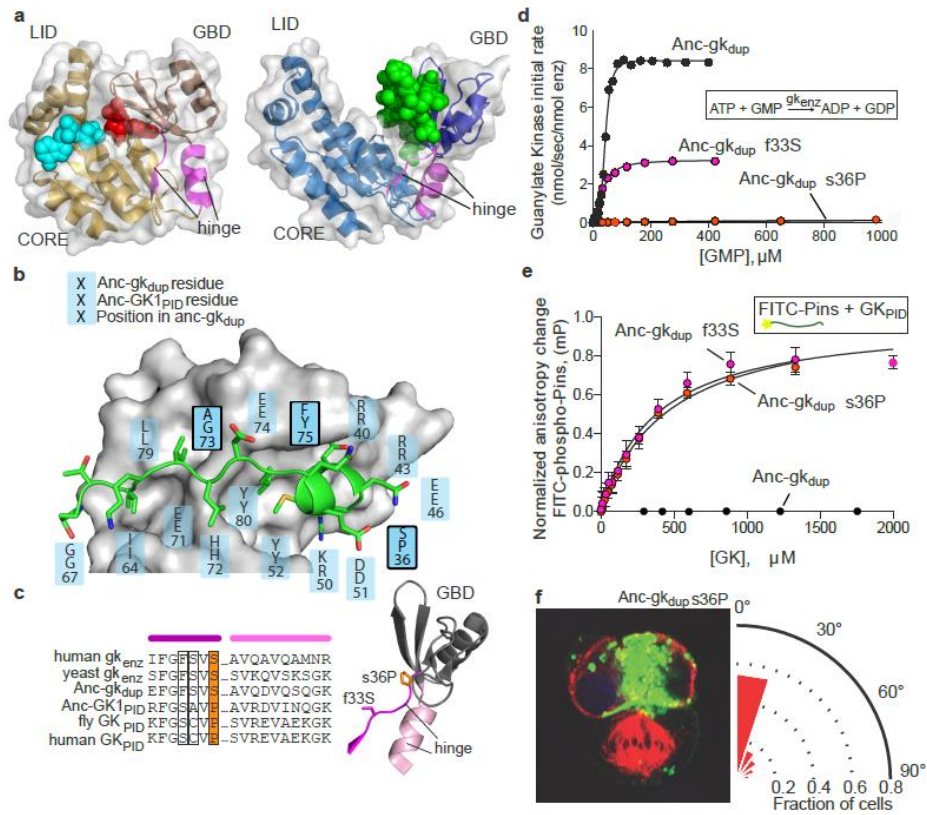 a
LID
GBD
CORE
hinge
LID
GBD
CORE
hinge
b
X Anc-gkdup residue
X Anc-GK1PID residue
X Position in anc-gkdup
L
L
79
A
G
73
E
E
74
F
Y
75
R
R
40
R
R
43
E
E
46
G
G
67
I
I
64
E
E
71
H
H
72
Y
Y
80
Y
Y
52
K
R
50
D
D
51
S
P
36
c
human gkenz IFGFSVS…AVQAVQAMNR
yeast gkenz EFGFSVS…SVKQVSKSGK
Anc-gkdup EFGFSVS…AVQDVQSQGK
Anc-GK1PID RFGSAVP…AVRDVINQGK
fly GKPID KFGSCVP…SVREVAEKGK
human GKPID KFGSCVP…SVREVAEKGK
GBD
s36P
f33S
hinge
d
Guanylate Kinase initial rate
(nmol/sec/nmol enz)
10
8
6
4
2
0
Anc-gkdup
ATP + GMP gkenz→ ADP + GDP
Anc-gkdup f33S
Anc-gkdup s36P
0 200 400 600 800 1000
[GMP], µM
e
Normalized anisotropy change
FITC-phospho-Pins, (mP)
1.0
0.8
0.6
0.4
0.2
0.0
FITC-Pins + GKPID
Anc-gkdup f33S
Anc-gkdup s36P
Anc-gkdup
0 500 1000 1500 2000
[GK], µM
f
Anc-gkdup s36P
0°
30°
60°
90°
0.2 0.4 0.6 0.8
Fraction of cells